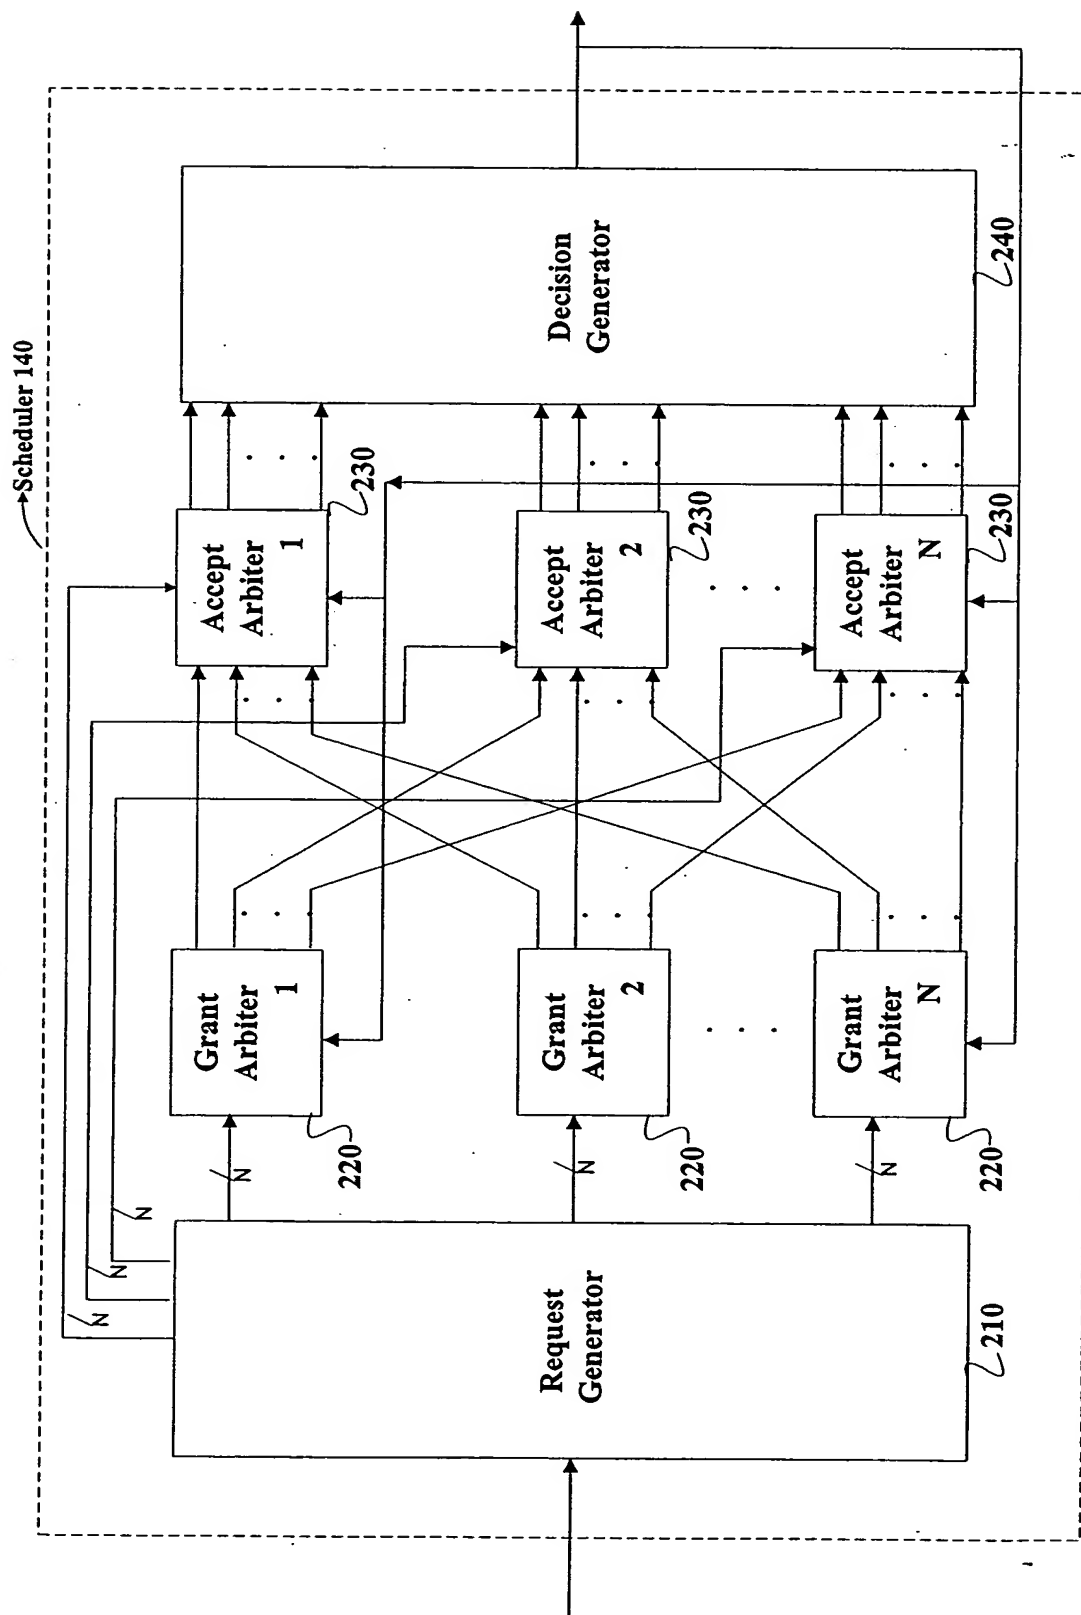 Scheduler 140
Request
Generator
210
N
N
N
N
N
N
Grant
Arbiter
1
220
Grant
Arbiter
2
220
Grant
Arbiter
N
220
Accept
Arbiter
1
230
Accept
Arbiter
2
230
Accept
Arbiter
N
230
Decision
Generator
240